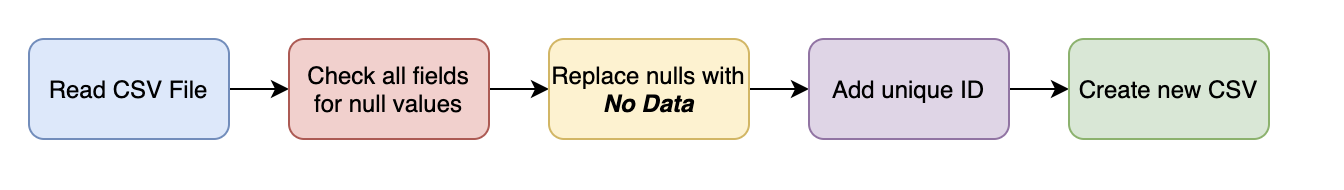 Read CSV File
Check all fields
for null values
Replace nulls with
No Data
Add unique ID
Create new CSV